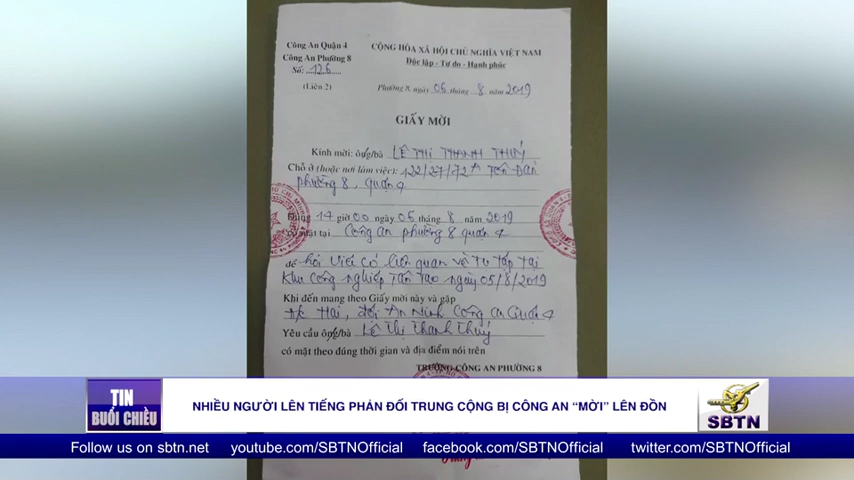 Công An Quận 4
Công An Phường 8
Số: 126
(Liên 2)
CỘNG HÒA XÃ HỘI CHỦ NGHĨA VIỆT NAM
Độc lập - Tự do - Hạnh phúc
Phường 8, ngày 06 tháng 8 năm 2019
GIẤY MỜI
Kính mời: ông/bà LÊ THỊ THANH THUÝ
Chỗ ở (hoặc nơi làm việc): 122/27/72A Tôn Đản
phường 8, quận 4
Đúng 14 giờ 00 ngày 06 tháng 8 năm 2019
có mặt tại Công an phường 8 quận 4
để hỏi việc có liên quan về Tụ Tập Tại
Khu công nghiệp Tân Tạo ngày 05/8/2019
Khi đến mang theo Giấy mời này và gặp
Đ/c Hai, đội An Ninh Công an Quận 4
Yêu cầu ông/bà Lê Thị Thanh Thuý
có mặt theo đúng thời gian và địa điểm nói trên
TRƯỞNG CÔNG AN PHƯỜNG 8
TIN
BUỔI CHIỀU
NHIỀU NGƯỜI LÊN TIẾNG PHẢN ĐỐI TRUNG CỘNG BỊ CÔNG AN “MỜI” LÊN ĐỒN
SBTN
Follow us on sbtn.net youtube.com/SBTNOfficial facebook.com/SBTNOfficial twitter.com/SBTNOfficial